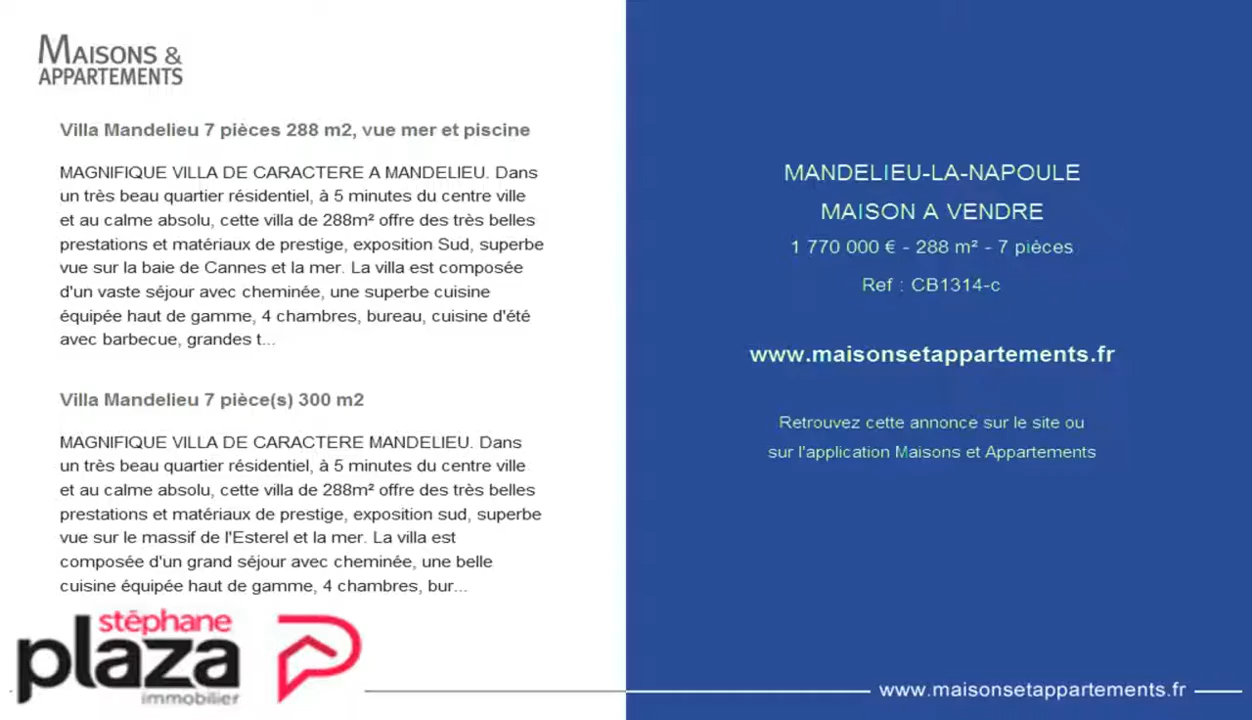 MAISONS &
APPARTEMENTS
Villa Mandelieu 7 pièces 288 m2, vue mer et piscine
MAGNIFIQUE VILLA DE CARACTERE A MANDELIEU. Dans
un très beau quartier résidentiel, à 5 minutes du centre ville
et au calme absolu, cette villa de 288m² offre des très belles
prestations et matériaux de prestige, exposition Sud, superbe
vue sur la baie de Cannes et la mer. La villa est composée
d'un vaste séjour avec cheminée, une superbe cuisine
équipée haut de gamme, 4 chambres, bureau, cuisine d'été
avec barbecue, grandes t...
Villa Mandelieu 7 pièce(s) 300 m2
MAGNIFIQUE VILLA DE CARACTERE MANDELIEU. Dans
un très beau quartier résidentiel, à 5 minutes du centre ville
et au calme absolu, cette villa de 288m² offre des très belles
prestations et matériaux de prestige, exposition sud, superbe
vue sur le massif de l'Esterel et la mer. La villa est
composée d'un grand séjour avec cheminée, une belle
cuisine équipée haut de gamme, 4 chambres, bur...
stéphane
plaza
immobilier
MANDELIEU-LA-NAPOULE
MAISON A VENDRE
1 770 000 € - 288 m² - 7 pièces
Ref : CB1314-c
www.maisonsetappartements.fr
Retrouvez cette annonce sur le site ou
sur l'application Maisons et Appartements
www.maisonsetappartements.fr